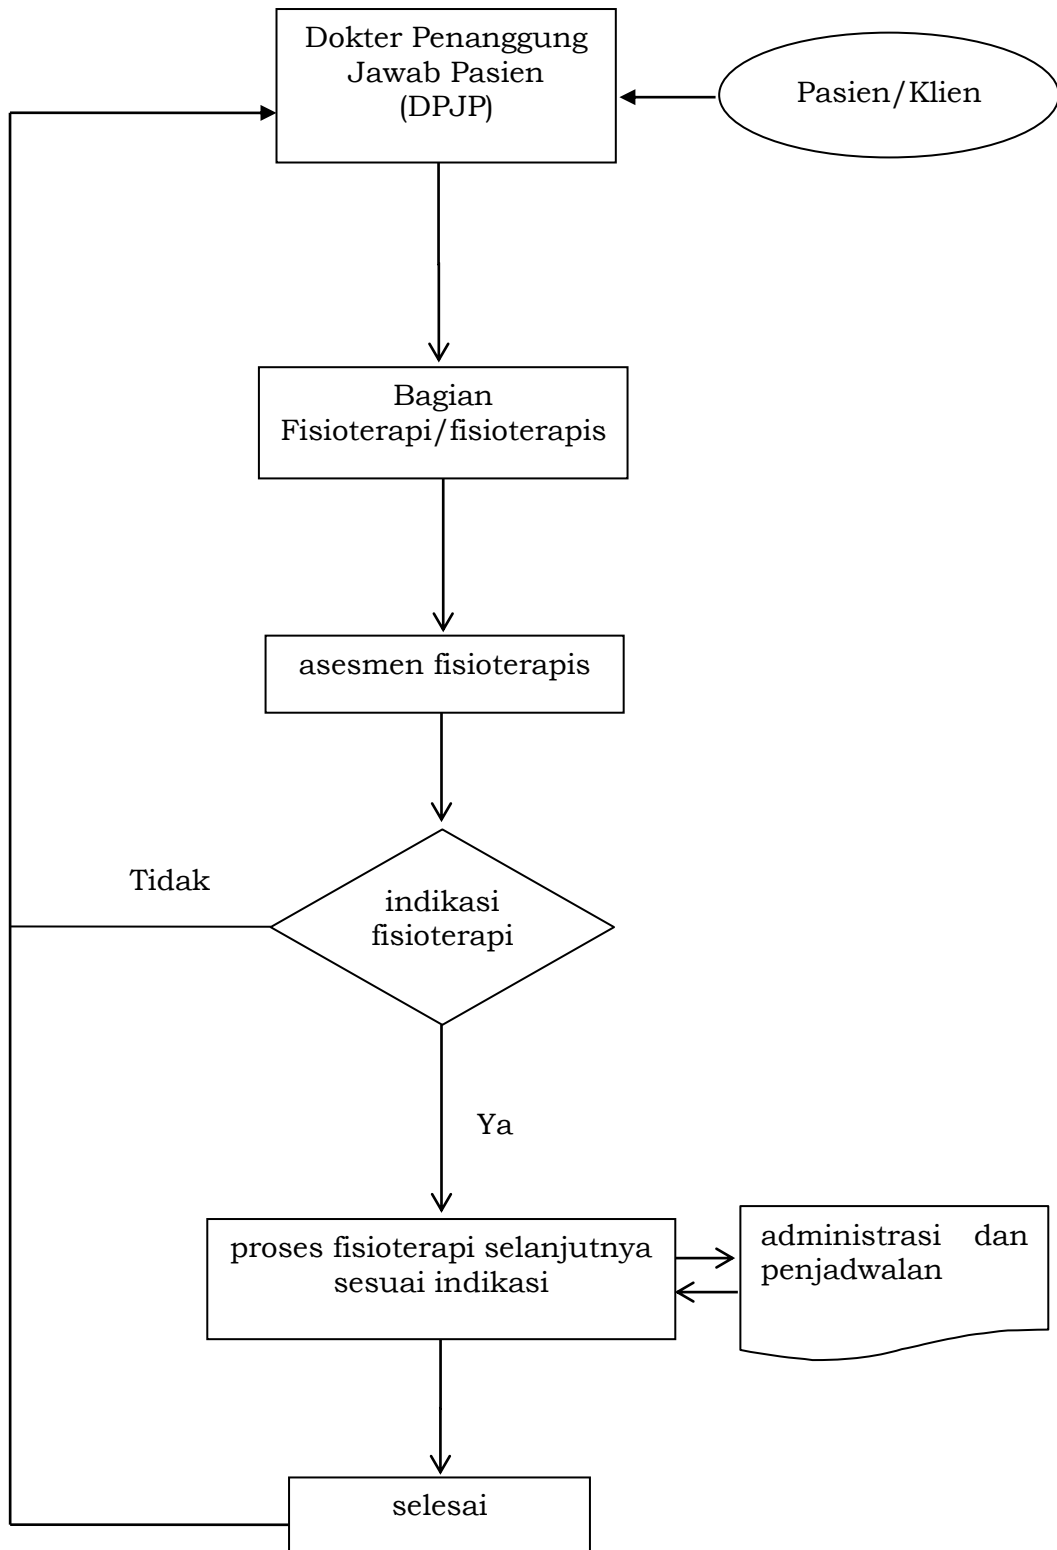 Dokter Penanggung
Jawab Pasien
(DPJP)
Pasien/Klien
Bagian
Fisioterapi/fisioterapis
asesmen fisioterapis
Tidak
indikasi
fisioterapi
Ya
proses fisioterapi selanjutnya
sesuai indikasi
administrasi dan
penjadwalan
selesai